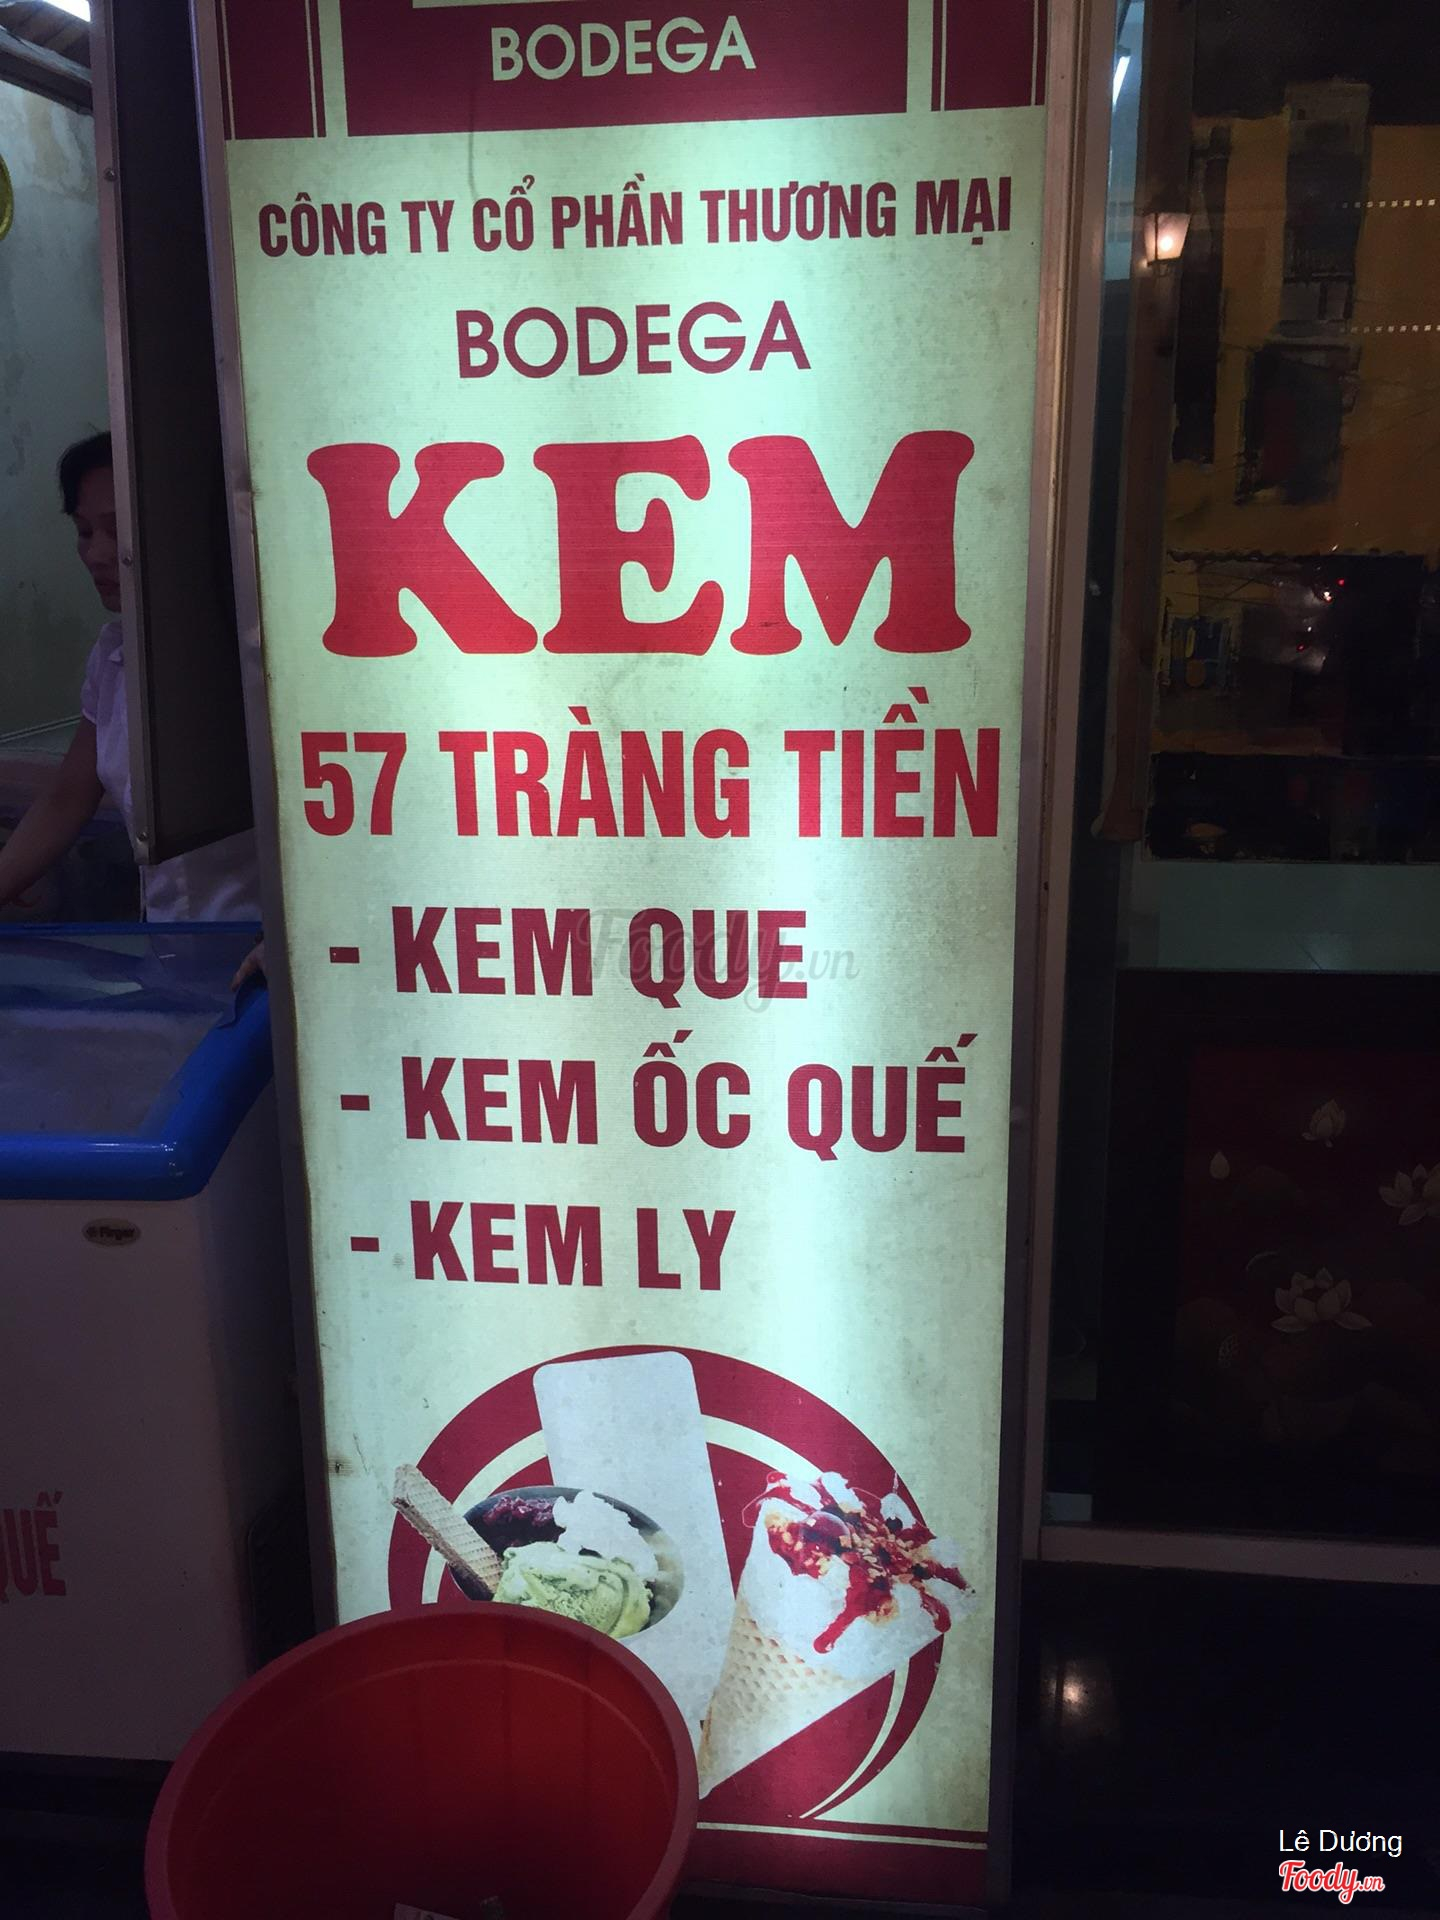 BODEGA
CÔNG TY CỔ PHẦN THƯƠNG MẠI
BODEGA
KEM
57 TRÀNG TIỀN
- KEM QUE
- KEM ỐC QUẾ
- KEM LY
Foody.vn
QUẾ
Lê Dương
Foody.vn